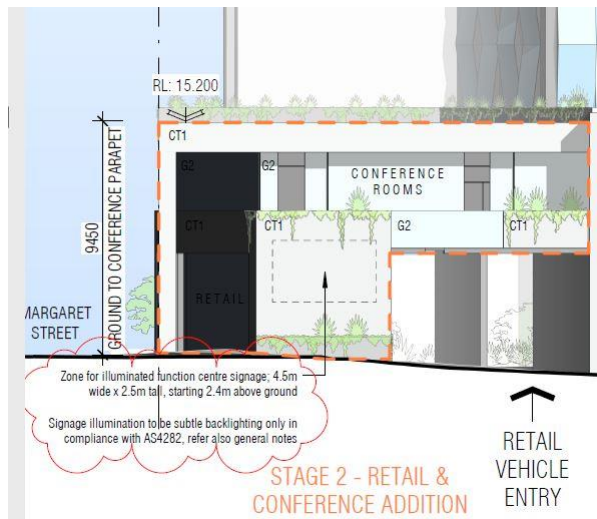 RL: 15.200
CT1
G2
G2
CONFERENCE
ROOMS
9450
GROUND TO CONFERENCE PARAPET
CT1
CT1
G2
CT1
RETAIL
MARGARET
STREET
Zone for illuminated function centre signage; 4.5m
wide x 2.5m tall, starting 2.4m above ground
Signage illumination to be subtle backlighting only in
compliance with AS4282, refer also general notes
STAGE 2 - RETAIL &
CONFERENCE ADDITION
RETAIL
VEHICLE
ENTRY